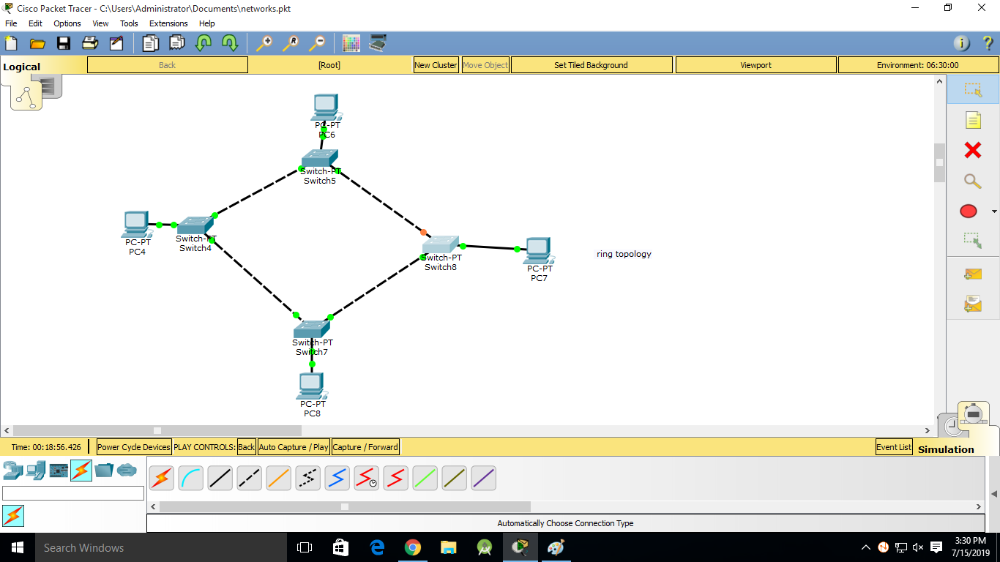 Cisco Packet Tracer - C:\Users\Administrator\Documents\networks.pkt
File Edit Options View Tools Extensions Help
Logical
Back
[Root]
New Cluster
Move Object
Set Tiled Background
Viewport
Environment: 06:30:00
PC-PT
PC6
Switch-PT
Switch5
PC-PT
PC4
Switch-PT
Switch4
Switch-PT
Switch8
PC-PT
PC7
ring topology
Switch-PT
Switch7
PC-PT
PC8
Time: 00:18:56.426
Power Cycle Devices
PLAY CONTROLS:
Back
Auto Capture / Play
Capture / Forward
Event List
Simulation
Automatically Choose Connection Type
Search Windows
3:30 PM
7/15/2019